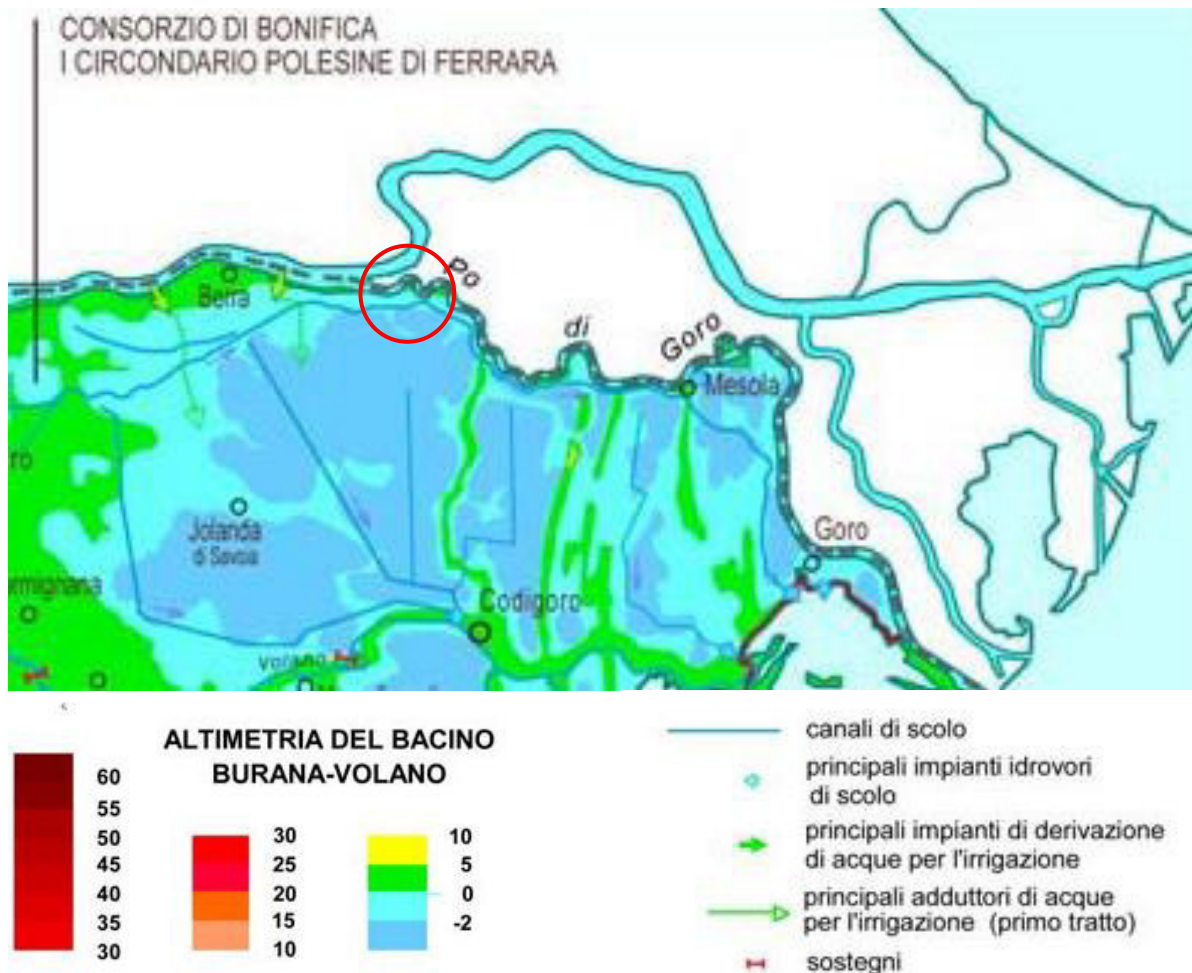 CONSORZIO DI BONIFICA
I CIRCONDARIO POLESINE DI FERRARA
Po
Berra
di
Goro
Mesola
ro
Jolanda
di Savoia
Goro
ormignana
Codigoro
Volano
ALTIMETRIA DEL BACINO
BURANA-VOLANO
60
55
50
45
40
35
30
30
25
20
15
10
10
5
0
-2
canali di scolo
principali impianti idrovori
di scolo
principali impianti di derivazione
di acque per l'irrigazione
principali adduttori di acque
per l'irrigazione (primo tratto)
sostegni